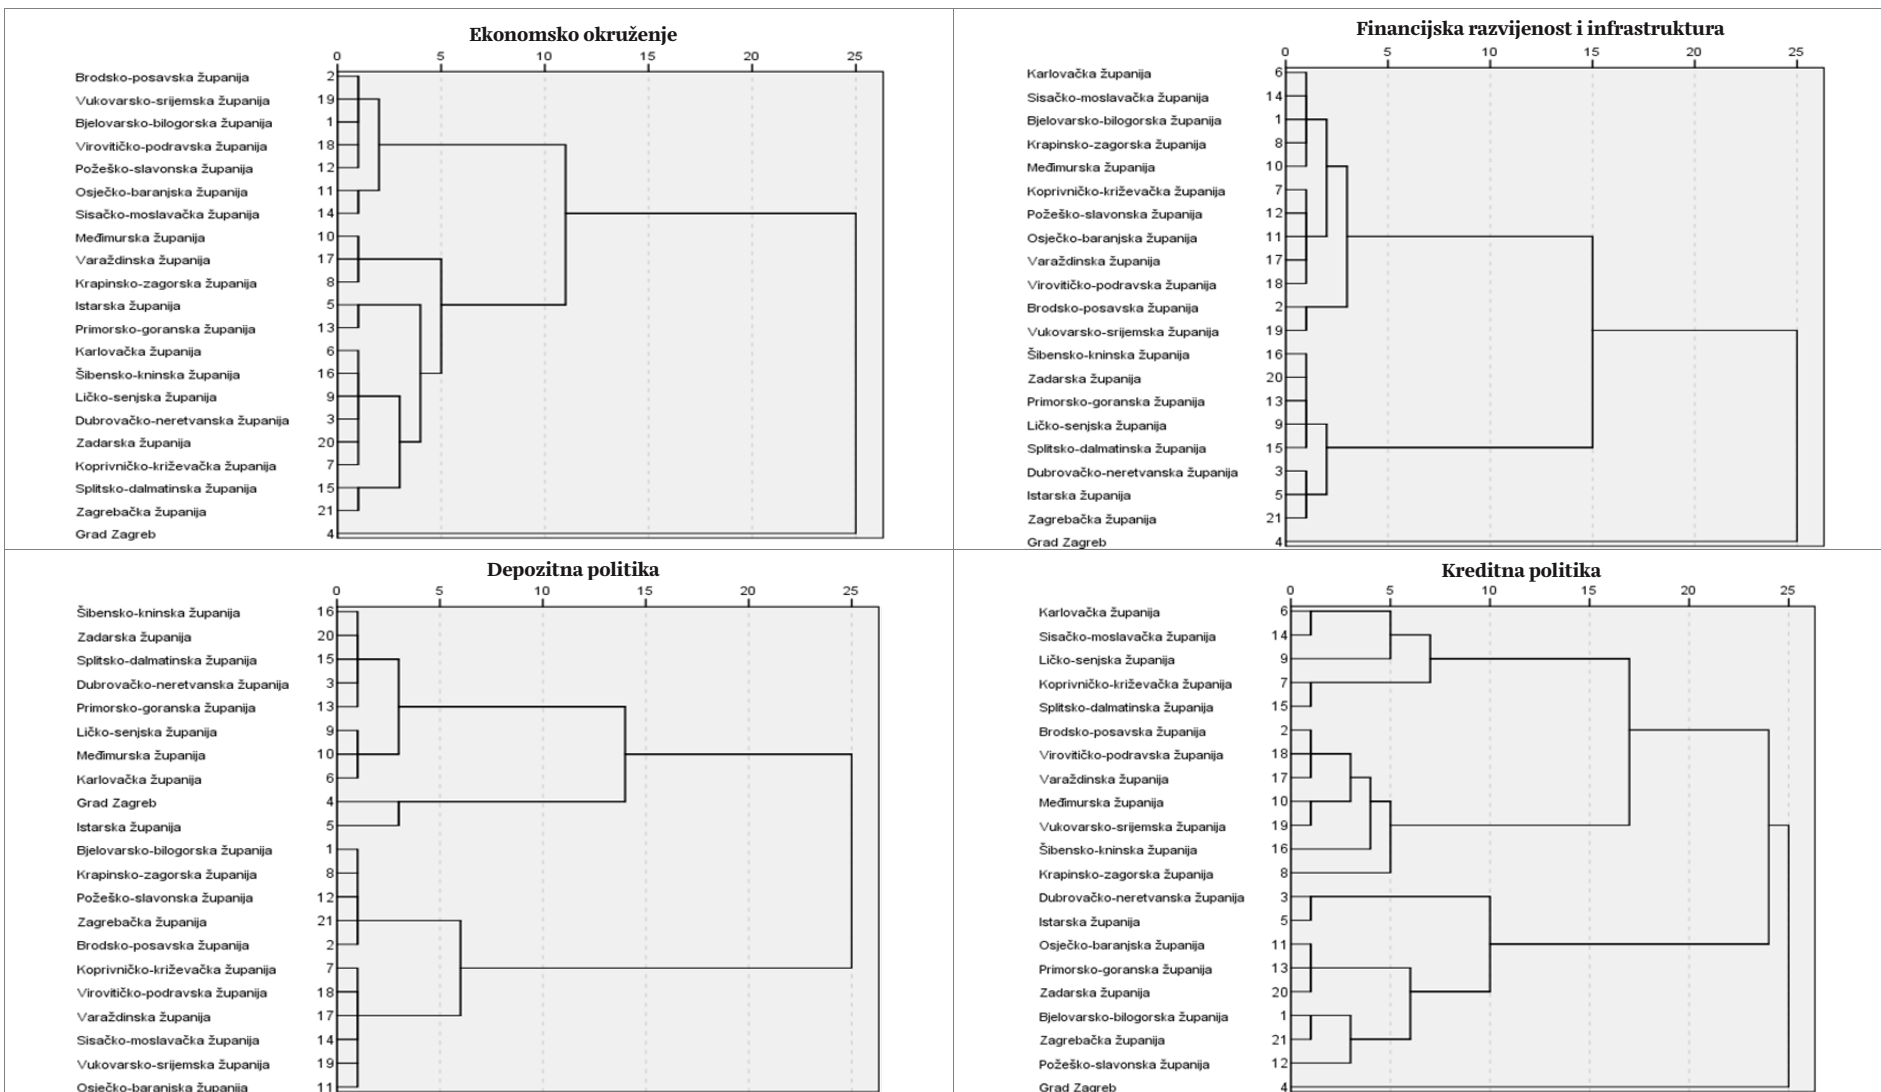 Ekonomsko okruženje
0 5 10 15 20 25
Brodsko-posavska županija 2
Vukovarsko-srijemska županija 19
Bjelovarsko-bilogorska županija 1
Virovitičko-podravska županija 18
Požeško-slavonska županija 12
Osječko-baranjska županija 11
Sisačko-moslavačka županija 14
Međimurska županija 10
Varaždinska županija 17
Krapinsko-zagorska županija 8
Istarska županija 5
Primorsko-goranska županija 13
Karlovačka županija 6
Šibensko-kninska županija 16
Ličko-senjska županija 9
Dubrovačko-neretvanska županija 3
Zadarska županija 20
Koprivničko-križevačka županija 7
Splitsko-dalmatinska županija 15
Zagrebačka županija 21
Grad Zagreb 4
Financijska razvijenost i infrastruktura
0 5 10 15 20 25
Karlovačka županija 6
Sisačko-moslavačka županija 14
Bjelovarsko-bilogorska županija 1
Krapinsko-zagorska županija 8
Međimurska županija 10
Koprivničko-križevačka županija 7
Požeško-slavonska županija 12
Osječko-baranjska županija 11
Varaždinska županija 17
Virovitičko-podravska županija 18
Brodsko-posavska županija 2
Vukovarsko-srijemska županija 19
Šibensko-kninska županija 16
Zadarska županija 20
Primorsko-goranska županija 13
Ličko-senjska županija 9
Splitsko-dalmatinska županija 15
Dubrovačko-neretvanska županija 3
Istarska županija 5
Zagrebačka županija 21
Grad Zagreb 4
Depozitna politika
0 5 10 15 20 25
Šibensko-kninska županija 16
Zadarska županija 20
Splitsko-dalmatinska županija 15
Dubrovačko-neretvanska županija 3
Primorsko-goranska županija 13
Ličko-senjska županija 9
Međimurska županija 10
Karlovačka županija 6
Grad Zagreb 4
Istarska županija 5
Bjelovarsko-bilogorska županija 1
Krapinsko-zagorska županija 8
Požeško-slavonska županija 12
Zagrebačka županija 21
Brodsko-posavska županija 2
Koprivničko-križevačka županija 7
Virovitičko-podravska županija 18
Varaždinska županija 17
Sisačko-moslavačka županija 14
Vukovarsko-srijemska županija 19
Osječko-baranjska županija 11
Kreditna politika
0 5 10 15 20 25
Karlovačka županija 6
Sisačko-moslavačka županija 14
Ličko-senjska županija 9
Koprivničko-križevačka županija 7
Splitsko-dalmatinska županija 15
Brodsko-posavska županija 2
Virovitičko-podravska županija 18
Varaždinska županija 17
Međimurska županija 10
Vukovarsko-srijemska županija 19
Šibensko-kninska županija 16
Krapinsko-zagorska županija 8
Dubrovačko-neretvanska županija 3
Istarska županija 5
Osječko-baranjska županija 11
Primorsko-goranska županija 13
Zadarska županija 20
Bjelovarsko-bilogorska županija 1
Zagrebačka županija 21
Požeško-slavonska županija 12
Grad Zagreb 4